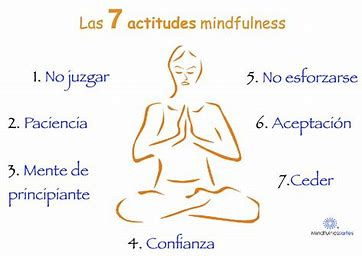 Las 7 actitudes mindfulness
1. No juzgar
2. Paciencia
3. Mente de
principiante
4. Confianza
5. No esforzarse
6. Aceptación
7.Ceder
Mindfulnessartes